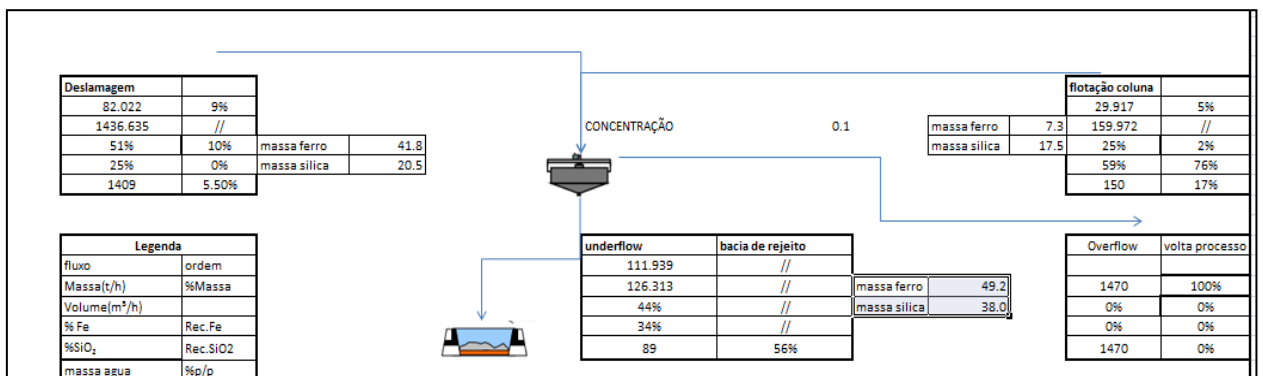 Deslamagem
82.022 9%
1436.635 //
51% 10% massa ferro 41.8
25% 0% massa silica 20.5
1409 5.50%
CONCENTRAÇÃO 0.1
flotação coluna
29.917 5%
massa ferro 7.3 159.972 //
massa silica 17.5 25% 2%
59% 76%
150 17%
Legenda
fluxo ordem
Massa(t/h) %Massa
Volume(m³/h)
% Fe Rec.Fe
%SiO₂ Rec.SiO2
massa agua %p/p
underflow bacia de rejeito
111.939 //
126.313 // massa ferro 49.2
44% // massa silica 38.0
34% //
89 56%
Overflow volta processo
1470 100%
0% 0%
0% 0%
1470 0%